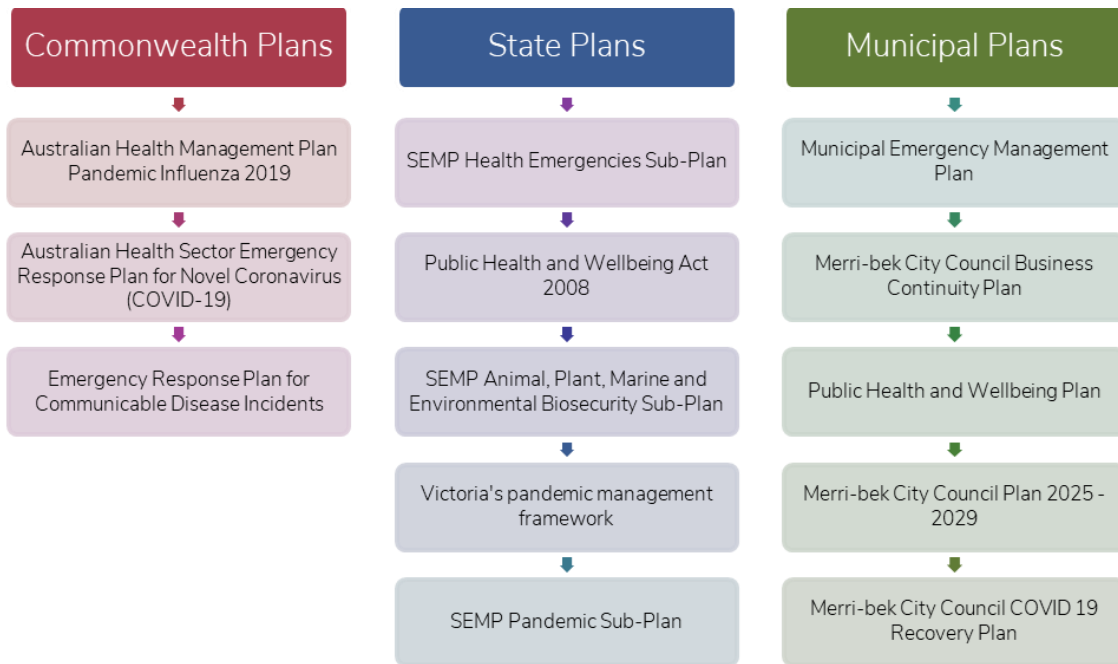 Commonwealth Plans
Australian Health Management Plan
Pandemic Influenza 2019
Australian Health Sector Emergency
Response Plan for Novel Coronavirus
(COVID-19)
Emergency Response Plan for
Communicable Disease Incidents
State Plans
SEMP Health Emergencies Sub-Plan
Public Health and Wellbeing Act
2008
SEMP Animal, Plant, Marine and
Environmental Biosecurity Sub-Plan
Victoria's pandemic management
framework
SEMP Pandemic Sub-Plan
Municipal Plans
Municipal Emergency Management
Plan
Merri-bek City Council Business
Continuity Plan
Public Health and Wellbeing Plan
Merri-bek City Council Plan 2025 -
2029
Merri-bek City Council COVID 19
Recovery Plan